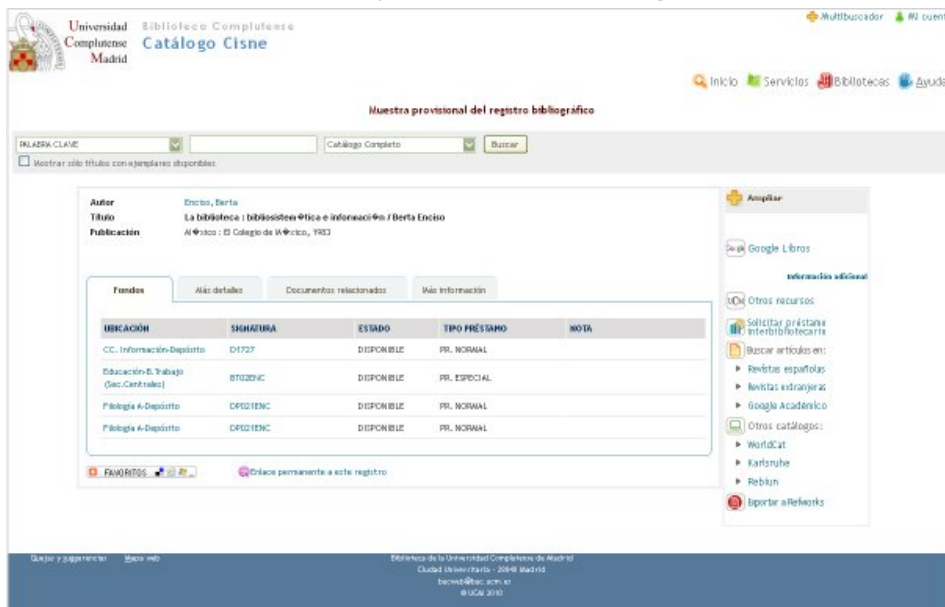 Multibuscador Mi cuent
Universidad
Complutense
Madrid
Biblioteca Complutense
Catálogo Cisne
Inicio Servicios Bibliotecas Ayuda
Muestra provisional del registro bibliográfico
PALABRA CLAVE Catálogo Completo Buscar
Mostrar sólo títulos con ejemplares disponibles
Autor Enciso, Berta
Título La biblioteca : bibliosistem�tica e informaci�n / Berta Enciso
Publicación M�xico : El Colegio de M�xico, 1983
Fondos Más detalles Documentos relacionados Más información
UBICACIÓN SIGNATURA ESTADO TIPO PRÉSTAMO NOTA
CC. Información-Depósito D1727 DISPONIBLE PR. NORMAL
Educación-B. Trabajo
(Sec.Centrales) BT02ENC DISPONIBLE PR. ESPECIAL
Filología A-Depósito DP021ENC DISPONIBLE PR. NORMAL
Filología A-Depósito DP021ENC DISPONIBLE PR. NORMAL
FAVORITOS Enlace permanente a este registro
Ampliar
Google Libros
Información adicional
Otros recursos
Solicitar préstamo
interbibliotecario
Buscar artículos en:
Revistas españolas
Revistas extranjeras
Google Académico
Otros catálogos:
WorldCat
Karlsruhe
Rebiun
Exportar a Refworks
Quejas y sugerencias Mapa web
Biblioteca de la Universidad Complutense de Madrid
Ciudad Universitaria - 28040 Madrid
© UCM 2010